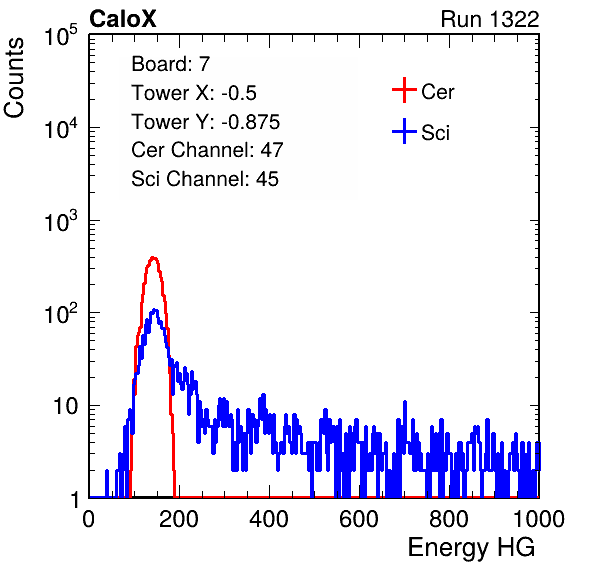 CaloX Run 1322
Board: 7
Tower X: -0.5
Tower Y: -0.875
Cer Channel: 47
Sci Channel: 45
Cer
Sci
Counts
10^5
10^4
10^3
10^2
10
1
0 200 400 600 800 1000
Energy HG